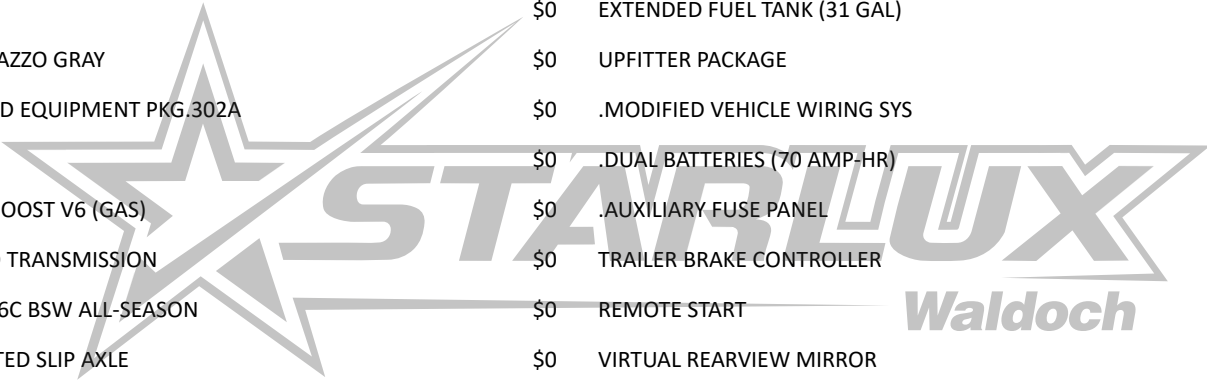 $0 EXTENDED FUEL TANK (31 GAL)
AZZO GRAY $0 UPFITTER PACKAGE
D EQUIPMENT PKG.302A $0 .MODIFIED VEHICLE WIRING SYS
$0 .DUAL BATTERIES (70 AMP-HR)
OOST V6 (GAS) $0 .AUXILIARY FUSE PANEL
TRANSMISSION $0 TRAILER BRAKE CONTROLLER
6C BSW ALL-SEASON $0 REMOTE START
TED SLIP AXLE $0 VIRTUAL REARVIEW MIRROR
STARLUX
Waldoch